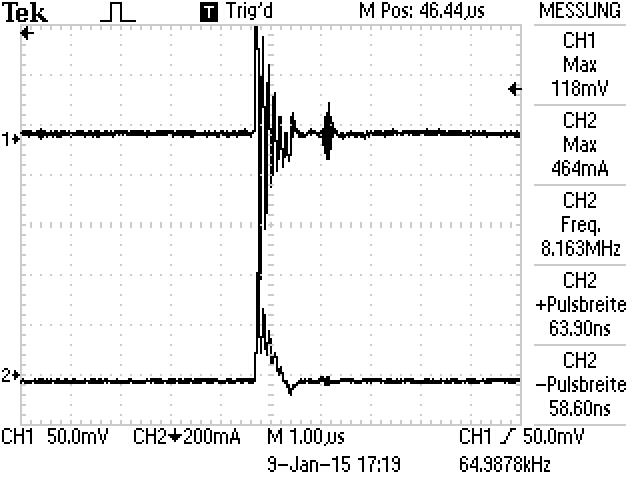 Tek T Trig'd M Pos: 46.44µs MESSUNG
CH1
Max
118mV
CH2
Max
464mA
CH2
Freq.
8.163MHz
CH2
+Pulsbreite
63.90ns
CH2
−Pulsbreite
58.60ns
1
2
CH1 50.0mV CH2 200mA M 1.00µs CH1 50.0mV
9-Jan-15 17:19 64.9878kHz